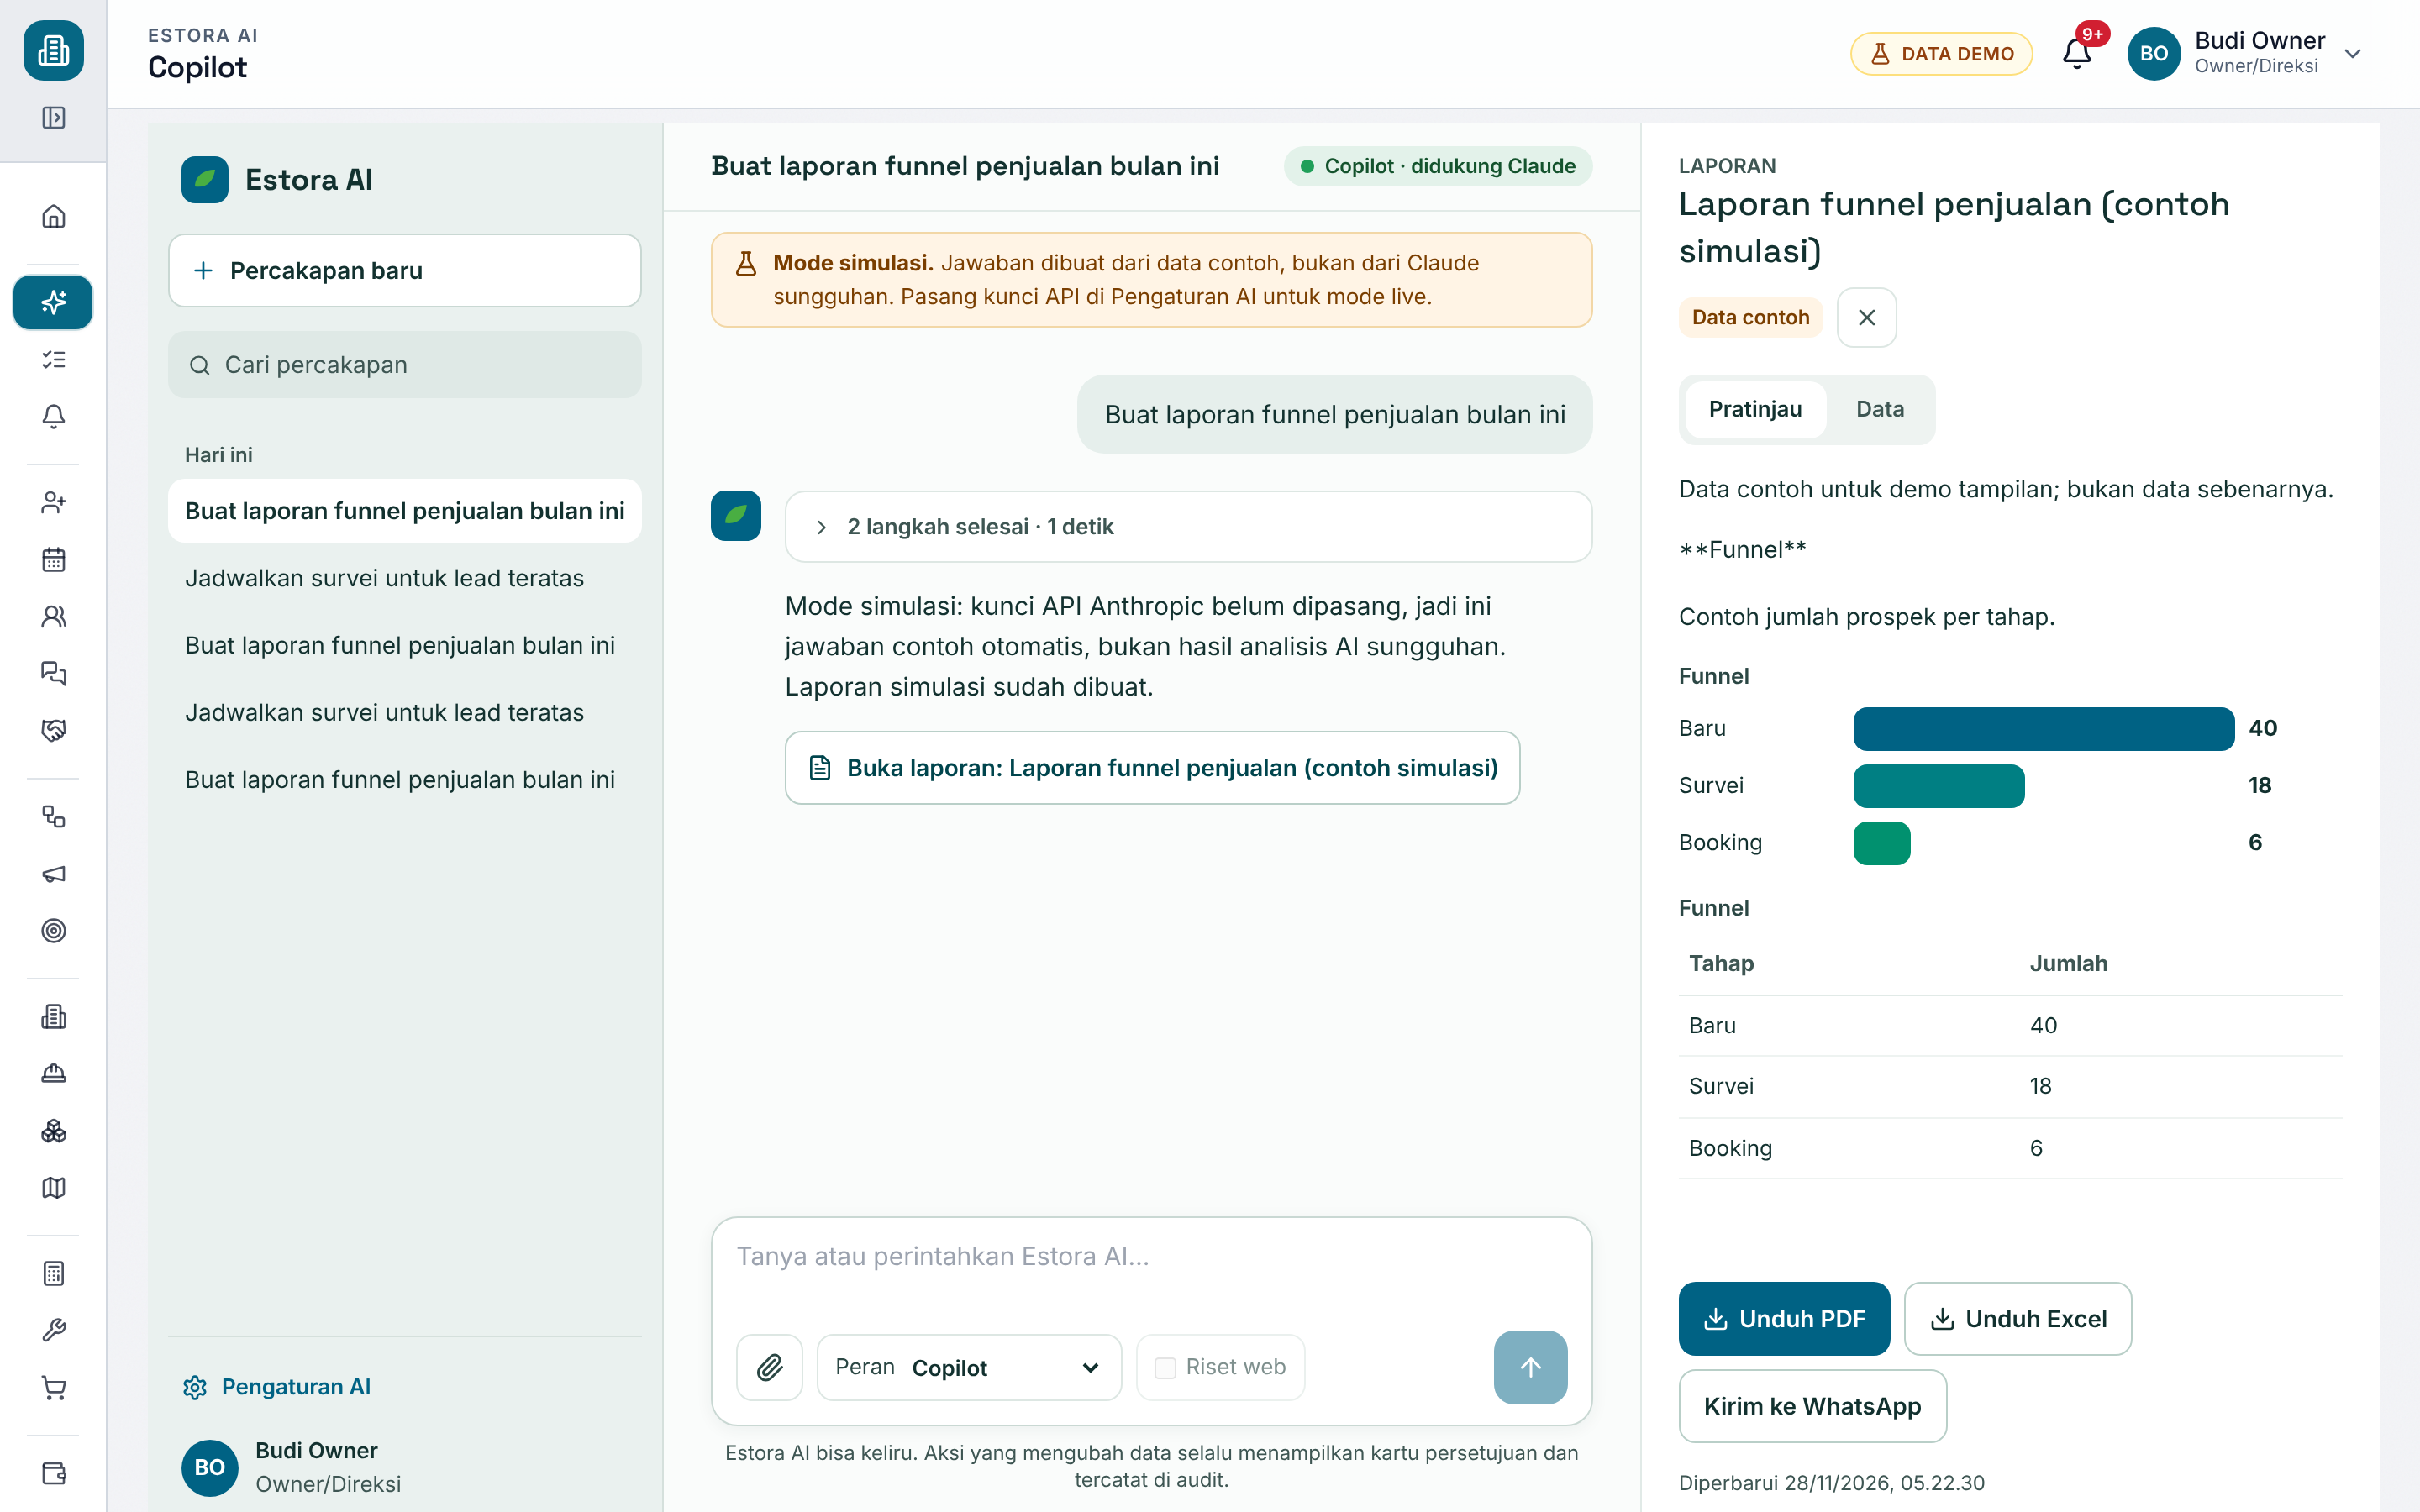 ESTORA AI
Copilot
DATA DEMO
9+
BO
Budi Owner
Owner/Direksi
Estora AI
Percakapan baru
Cari percakapan
Hari ini
Buat laporan funnel penjualan bulan ini
Jadwalkan survei untuk lead teratas
Buat laporan funnel penjualan bulan ini
Jadwalkan survei untuk lead teratas
Buat laporan funnel penjualan bulan ini
Pengaturan AI
BO
Budi Owner
Owner/Direksi
Buat laporan funnel penjualan bulan ini
Copilot · didukung Claude
Mode simulasi. Jawaban dibuat dari data contoh, bukan dari Claude
sungguhan. Pasang kunci API di Pengaturan AI untuk mode live.
Buat laporan funnel penjualan bulan ini
2 langkah selesai · 1 detik
Mode simulasi: kunci API Anthropic belum dipasang, jadi ini
jawaban contoh otomatis, bukan hasil analisis AI sungguhan.
Laporan simulasi sudah dibuat.
Buka laporan: Laporan funnel penjualan (contoh simulasi)
Tanya atau perintahkan Estora AI...
Peran Copilot
Riset web
Estora AI bisa keliru. Aksi yang mengubah data selalu menampilkan kartu persetujuan dan
tercatat di audit.
LAPORAN
Laporan funnel penjualan (contoh
simulasi)
Data contoh
Pratinjau
Data
Data contoh untuk demo tampilan; bukan data sebenarnya.
**Funnel**
Contoh jumlah prospek per tahap.
Funnel
Baru 40
Survei 18
Booking 6
Funnel
Tahap Jumlah
Baru 40
Survei 18
Booking 6
Unduh PDF
Unduh Excel
Kirim ke WhatsApp
Diperbarui 28/11/2026, 05.22.30